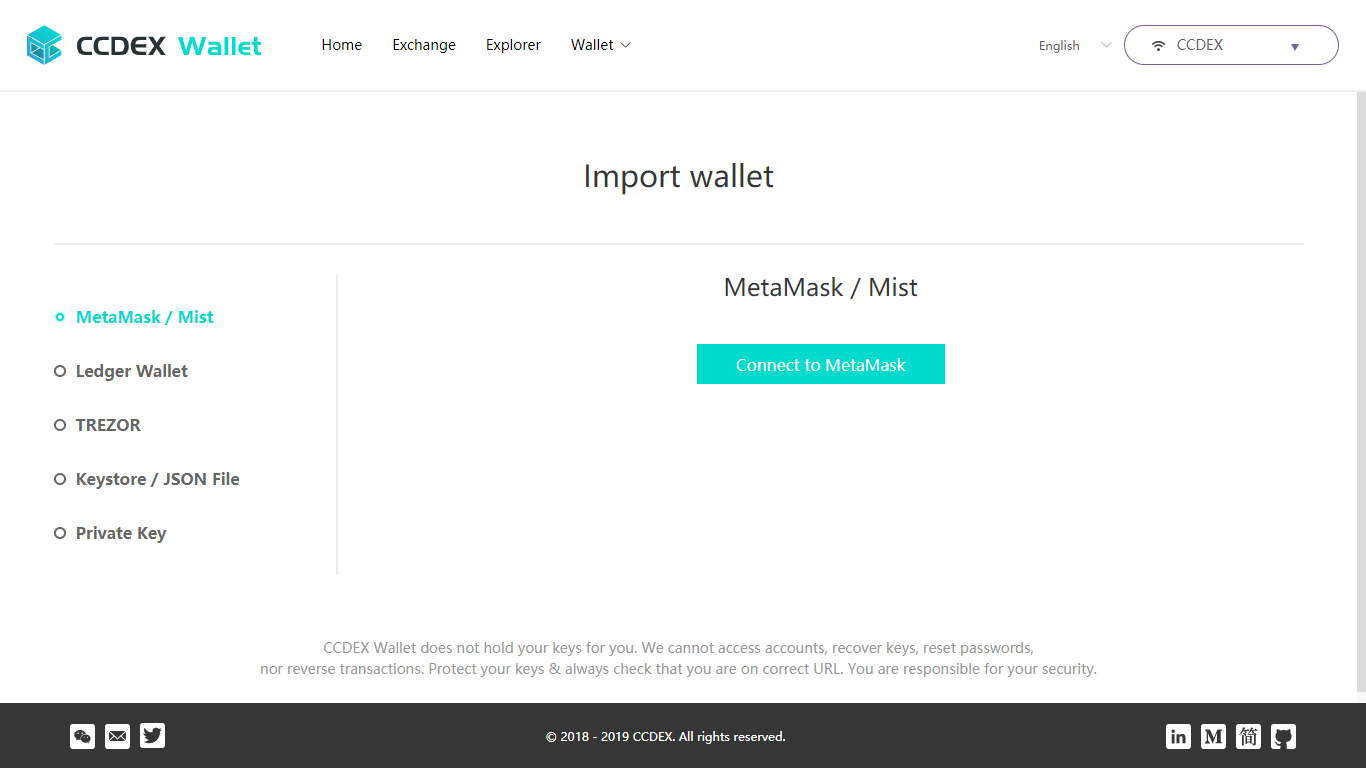 CCDEX Wallet
Home
Exchange
Explorer
Wallet
English
CCDEX
Import wallet
MetaMask / Mist
Ledger Wallet
TREZOR
Keystore / JSON File
Private Key
MetaMask / Mist
Connect to MetaMask
CCDEX Wallet does not hold your keys for you. We cannot access accounts, recover keys, reset passwords,
nor reverse transactions. Protect your keys & always check that you are on correct URL. You are responsible for your security.
© 2018 - 2019 CCDEX. All rights reserved.
in
M
简